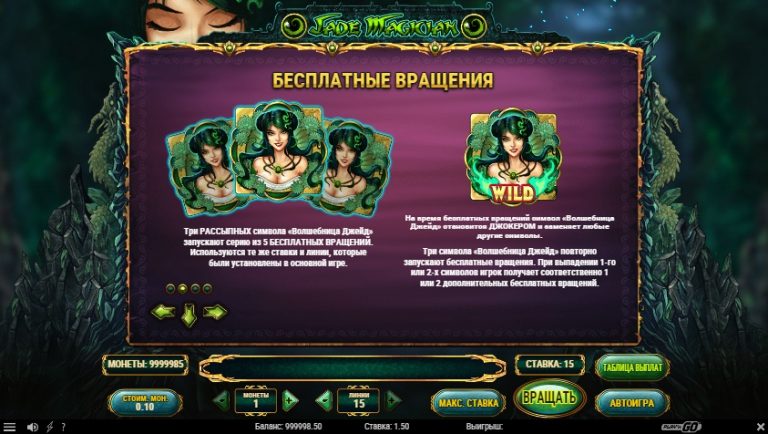 Jade Magician
БЕСПЛАТНЫЕ ВРАЩЕНИЯ
WILD
Три РАССЫПНЫХ символа «Волшебница Джейд»
запускают серию из 5 БЕСПЛАТНЫХ ВРАЩЕНИЙ.
Используются те же ставки и линии, которые
были установлены в основной игре.
На время бесплатных вращений символ «Волшебница
Джейд» становится ДЖОКЕРОМ и заменяет любые
другие символы.
Три символа «Волшебница Джейд» повторно
запускают бесплатные вращения. При выпадении 1-го
или 2-х символов игрок получает соответственно 1
или 2 дополнительных бесплатных вращений.
МОНЕТЫ: 9999985
СТАВКА: 15
ТАБЛИЦА ВЫПЛАТ
СТОИМ. МОН.
0.10
МОНЕТЫ
1
ЛИНИИ
15
МАКС. СТАВКА
ВРАЩАТЬ
АВТОИГРА
Баланс: 999998.50 Ставка: 1.50 Выигрыш:
PLAY'N GO